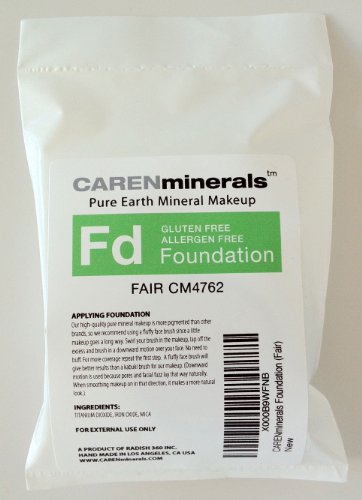 CARENminerals™
Pure Earth Mineral Makeup
Fd
GLUTEN FREE
ALLERGEN FREE
Foundation
FAIR CM4762
APPLYING FOUNDATION
Our high-quality pure mineral makeup is more pigmented than other
brands, so we recommend using a fluffy face brush since a little
makeup goes a long way. Swirl your brush in the makeup, tap off the
excess and brush in a downward motion over your face. No need to
buff. For more coverage repeat the first step. A fluffy face brush will
give better results than a kabuki brush for our makeup. (Downward
motion is used because pores and facial fuzz lay that way naturally.
When smoothing makeup on in that direction, it makes a more natural
look.)
INGREDIENTS:
TITANIUM DIOXIDE, IRON OXIDE, MICA
FOR EXTERNAL USE ONLY
A PRODUCT OF RADISH 360 INC.
HAND MADE IN LOS ANGELES, CA USA
WWW.CARENminerals.COM
X000B9WFNB
CARENminerals Foundation (Fair)
New